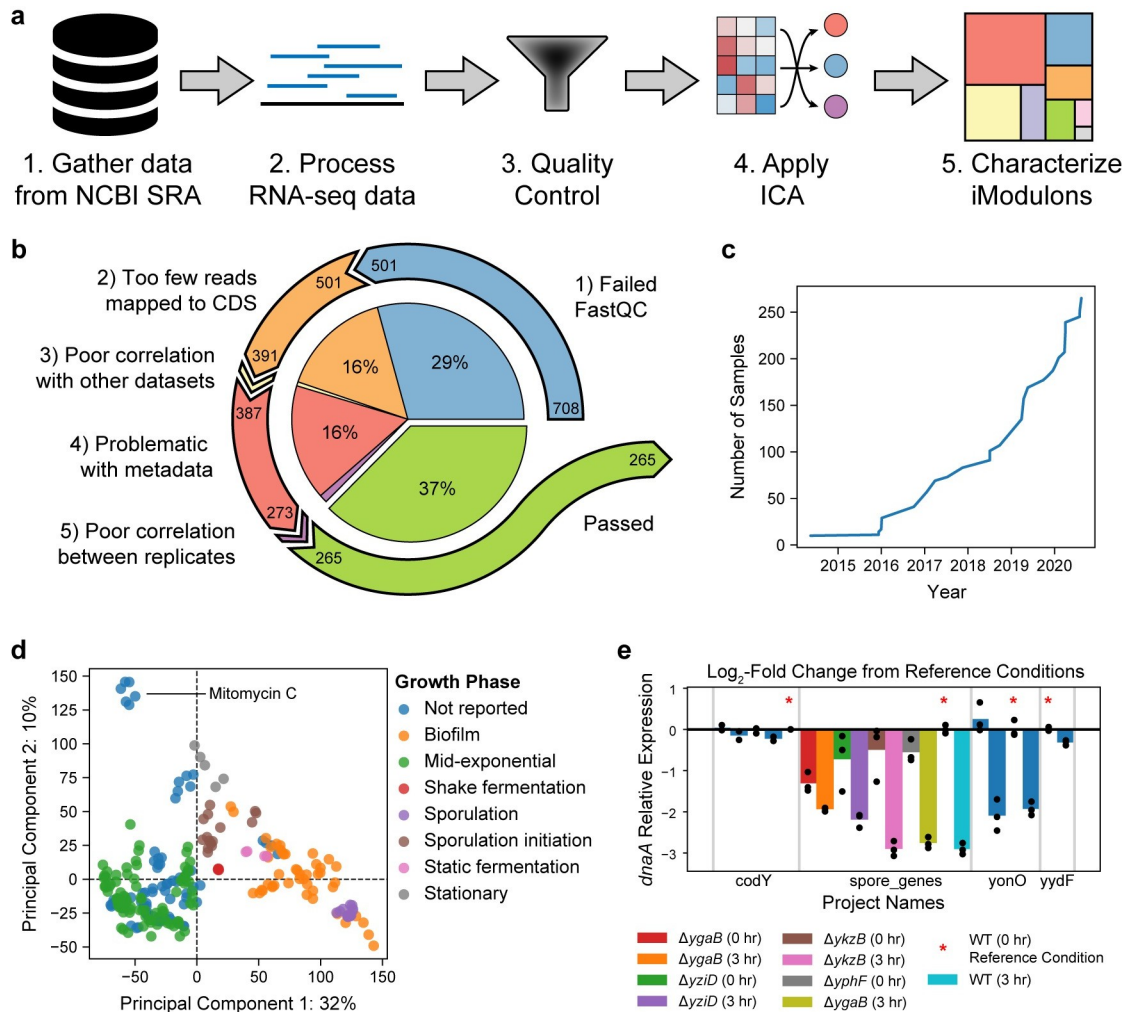 a
1. Gather data
from NCBI SRA
2. Process
RNA-seq data
3. Quality
Control
4. Apply
ICA
5. Characterize
iModulons
b
2) Too few reads
mapped to CDS
3) Poor correlation
with other datasets
4) Problematic
with metadata
5) Poor correlation
between replicates
1) Failed
FastQC
Passed
501
501
391
387
273
265
708
265
16%
29%
16%
37%
c
Number of Samples
250
200
150
100
50
0
2015 2016 2017 2018 2019 2020
Year
d
Principal Component 2: 10%
150
125
100
75
50
25
0
−25
−50
Mitomycin C
−50 0 50 100 150
Principal Component 1: 32%
Growth Phase
Not reported
Biofilm
Mid-exponential
Shake fermentation
Sporulation
Sporulation initiation
Static fermentation
Stationary
e
Log₂-Fold Change from Reference Conditions
dnaA Relative Expression
1
0
−1
−2
−3
* * * *
codY spore_genes yonO yydF
Project Names
ΔygaB (0 hr)
ΔygaB (3 hr)
ΔyziD (0 hr)
ΔyziD (3 hr)
ΔykzB (0 hr)
ΔykzB (3 hr)
ΔyphF (0 hr)
ΔygaB (3 hr)
* WT (0 hr)
Reference Condition
WT (3 hr)